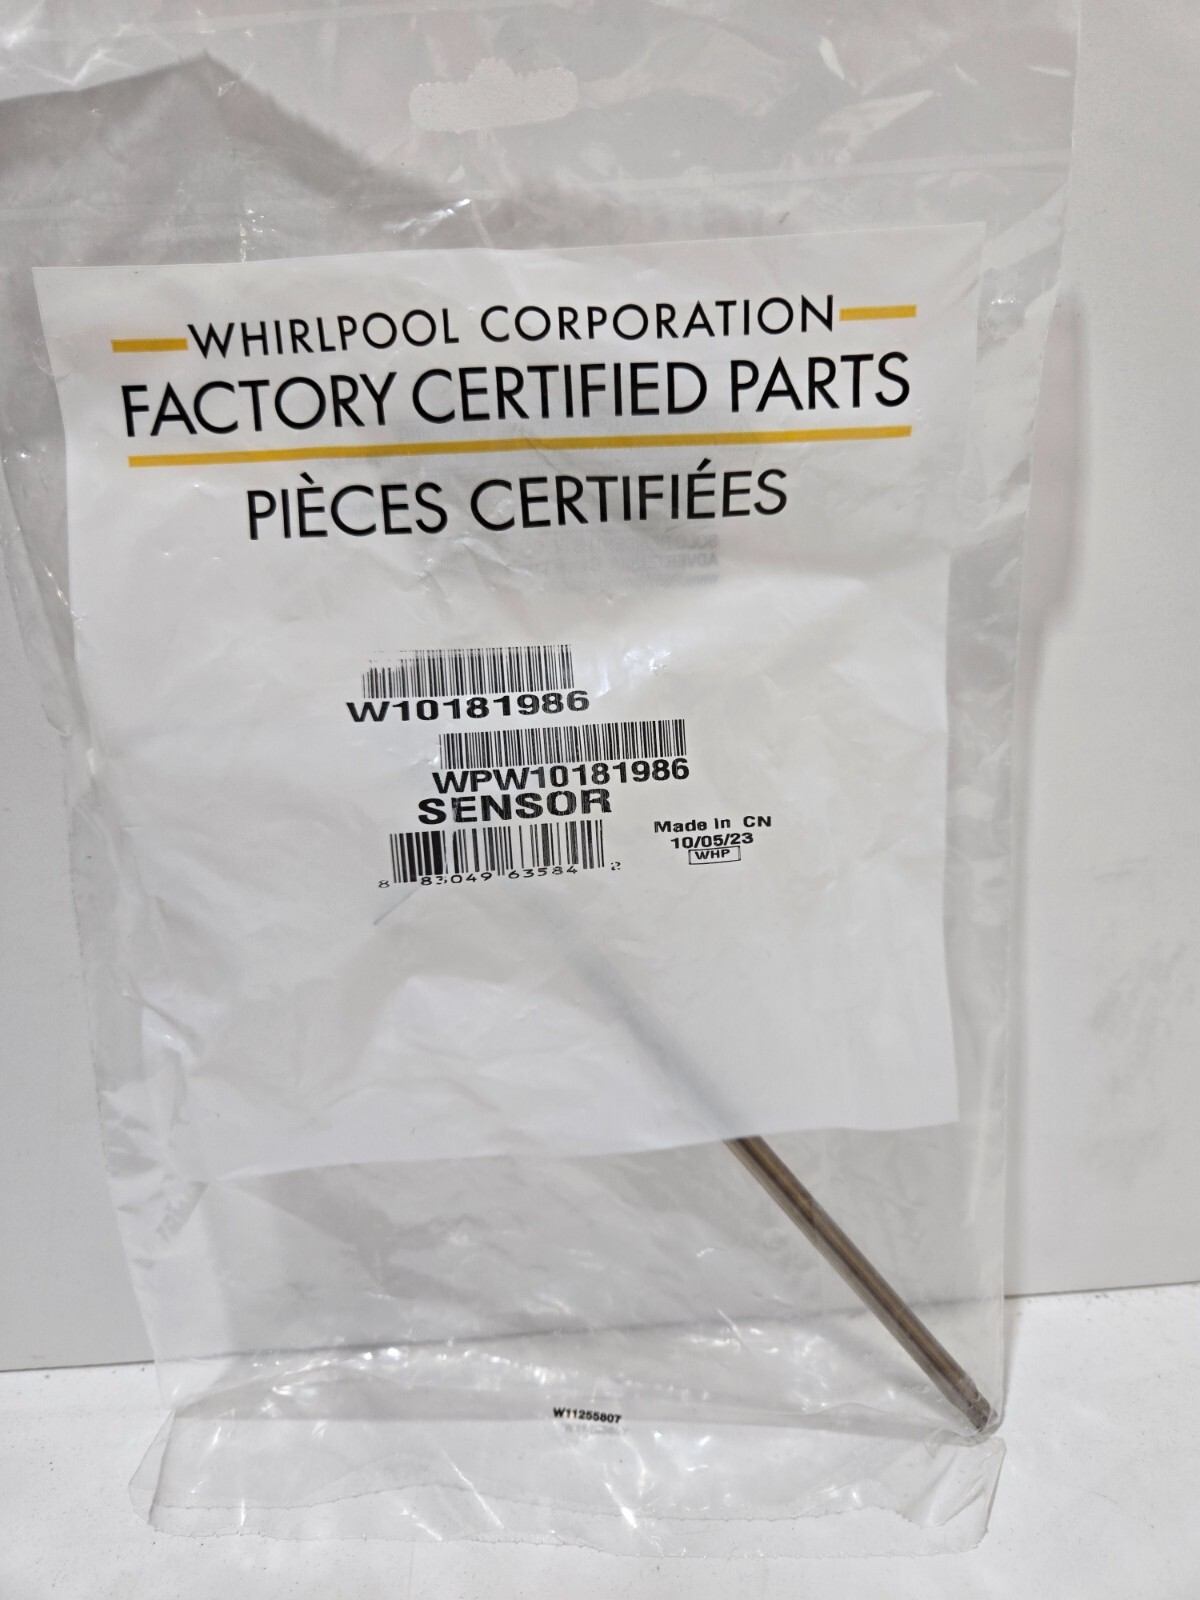 WHIRLPOOL CORPORATION
FACTORY CERTIFIED PARTS
PIÈCES CERTIFIÉES
W10181986
WPW10181986
SENSOR
Made in CN
10/05/23
WHP
8 83049 63584 2
W11255807